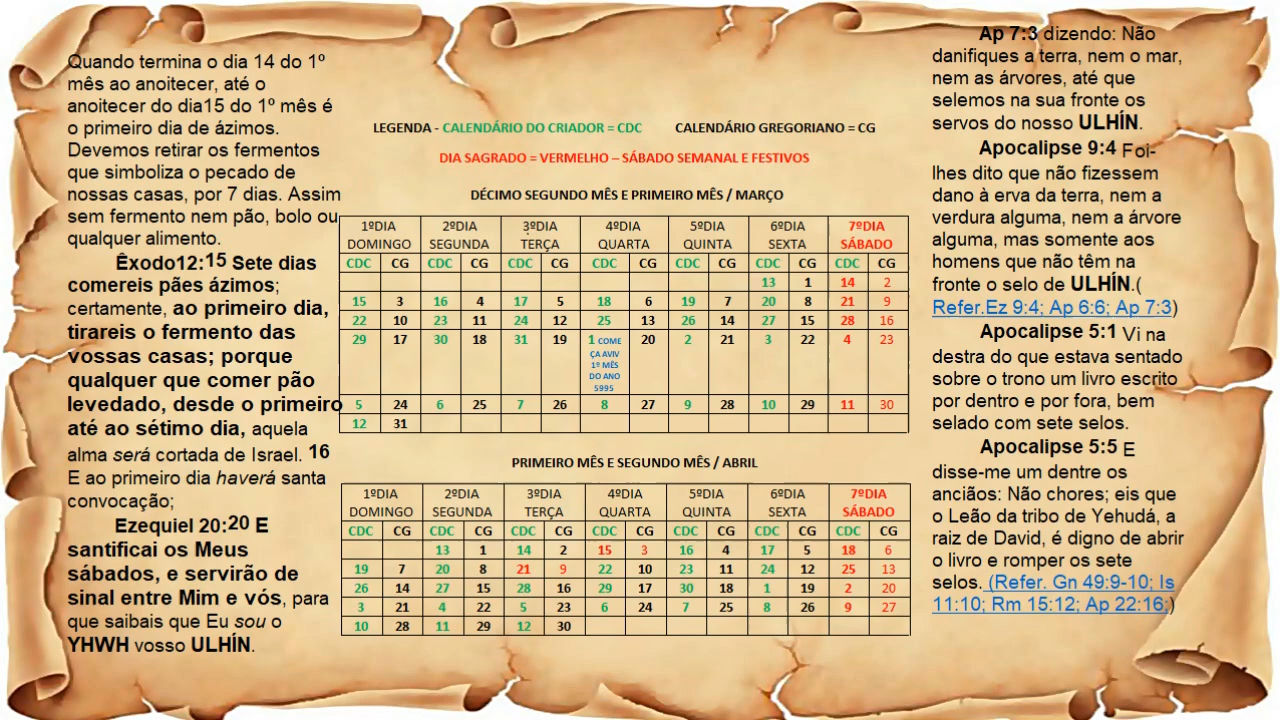 Quando termina o dia 14 do 1º
mês ao anoitecer, até o
anoitecer do dia15 do 1º mês é
o primeiro dia de ázimos.
Devemos retirar os fermentos
que simboliza o pecado de
nossas casas, por 7 dias. Assim
sem fermento nem pão, bolo ou
qualquer alimento.
Êxodo12:15 Sete dias
comereis pães ázimos;
certamente, ao primeiro dia,
tirareis o fermento das
vossas casas; porque
qualquer que comer pão
levedado, desde o primeiro
até ao sétimo dia, aquela
alma será cortada de Israel. 16
E ao primeiro dia haverá santa
convocação;
Ezequiel 20:20 E
santificai os Meus
sábados, e servirão de
sinal entre Mim e vós, para
que saibais que Eu sou o
YHWH vosso ULHÍN.
LEGENDA - CALENDÁRIO DO CRIADOR = CDC CALENDÁRIO GREGORIANO = CG
DIA SAGRADO = VERMELHO – SÁBADO SEMANAL E FESTIVOS
DÉCIMO SEGUNDO MÊS E PRIMEIRO MÊS / MARÇO
1ºDIA 2ºDIA 3ºDIA 4ºDIA 5ºDIA 6ºDIA 7ºDIA
DOMINGO SEGUNDA TERÇA QUARTA QUINTA SEXTA SÁBADO
CDC CG CDC CG CDC CG CDC CG CDC CG CDC CG CDC CG
13 1 14 2
15 3 16 4 17 5 18 6 19 7 20 8 21 9
22 10 23 11 24 12 25 13 26 14 27 15 28 16
29 17 30 18 31 19 1 COME 20 2 21 3 22 4 23
ÇA AVIV
1º MÊS
DO ANO
5995
5 24 6 25 7 26 8 27 9 28 10 29 11 30
12 31
PRIMEIRO MÊS E SEGUNDO MÊS / ABRIL
1ºDIA 2ºDIA 3ºDIA 4ºDIA 5ºDIA 6ºDIA 7ºDIA
DOMINGO SEGUNDA TERÇA QUARTA QUINTA SEXTA SÁBADO
CDC CG CDC CG CDC CG CDC CG CDC CG CDC CG CDC CG
13 1 14 2 15 3 16 4 17 5 18 6
19 7 20 8 21 9 22 10 23 11 24 12 25 13
26 14 27 15 28 16 29 17 30 18 1 19 2 20
3 21 4 22 5 23 6 24 7 25 8 26 9 27
10 28 11 29 12 30
Ap 7:3 dizendo: Não
danifiques a terra, nem o mar,
nem as árvores, até que
selemos na sua fronte os
servos do nosso ULHÍN.
Apocalipse 9:4 Foi-
lhes dito que não fizessem
dano à erva da terra, nem a
verdura alguma, nem a árvore
alguma, mas somente aos
homens que não têm na
fronte o selo de ULHÍN.(
Refer.Ez 9:4; Ap 6:6; Ap 7:3)
Apocalipse 5:1 Vi na
destra do que estava sentado
sobre o trono um livro escrito
por dentro e por fora, bem
selado com sete selos.
Apocalipse 5:5 E
disse-me um dentre os
anciãos: Não chores; eis que
o Leão da tribo de Yehudá, a
raiz de David, é digno de abrir
o livro e romper os sete
selos. (Refer. Gn 49:9-10; Is
11:10; Rm 15:12; Ap 22:16;)